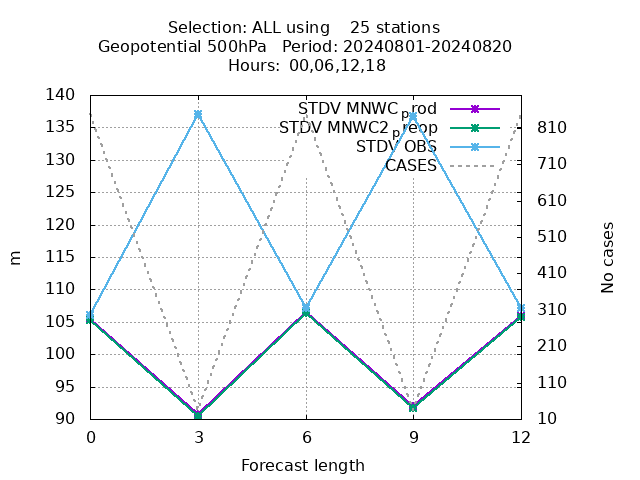 Selection: ALL using 25 stations
Geopotential 500hPa Period: 20240801-20240820
Hours: 00,06,12,18
STDV MNWC_prod
STDV MNWC2_preop
STDV OBS
CASES
140
135
130
125
120
115
110
105
100
95
90
m
810
710
610
510
410
310
210
110
10
No cases
0 3 6 9 12
Forecast length